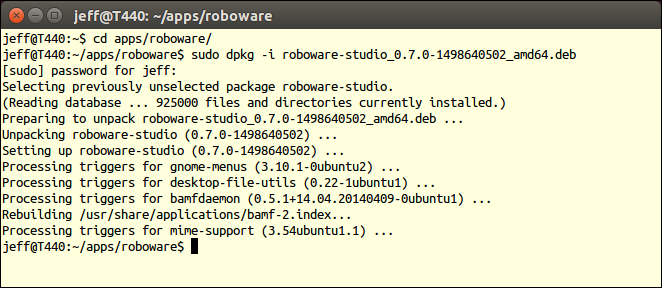 jeff@T440: ~/apps/roboware
jeff@T440:~$ cd apps/roboware/
jeff@T440:~/apps/roboware$ sudo dpkg -i roboware-studio_0.7.0-1498640502_amd64.deb
[sudo] password for jeff:
Selecting previously unselected package roboware-studio.
(Reading database ... 925000 files and directories currently installed.)
Preparing to unpack roboware-studio_0.7.0-1498640502_amd64.deb ...
Unpacking roboware-studio (0.7.0-1498640502) ...
Setting up roboware-studio (0.7.0-1498640502) ...
Processing triggers for gnome-menus (3.10.1-0ubuntu2) ...
Processing triggers for desktop-file-utils (0.22-1ubuntu1) ...
Processing triggers for bamfdaemon (0.5.1+14.04.20140409-0ubuntu1) ...
Rebuilding /usr/share/applications/bamf-2.index...
Processing triggers for mime-support (3.54ubuntu1.1) ...
jeff@T440:~/apps/roboware$